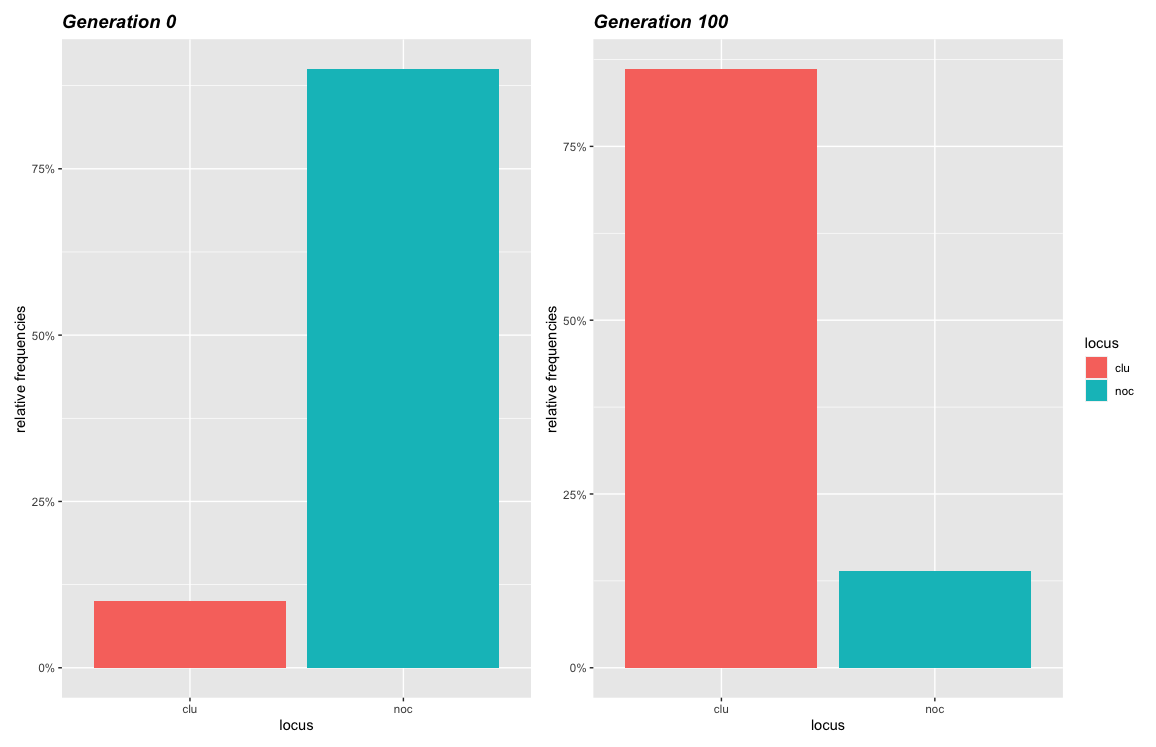 Generation 0
relative frequencies
75%
50%
25%
0%
clu noc
locus
Generation 100
relative frequencies
75%
50%
25%
0%
clu noc
locus
locus
clu
noc